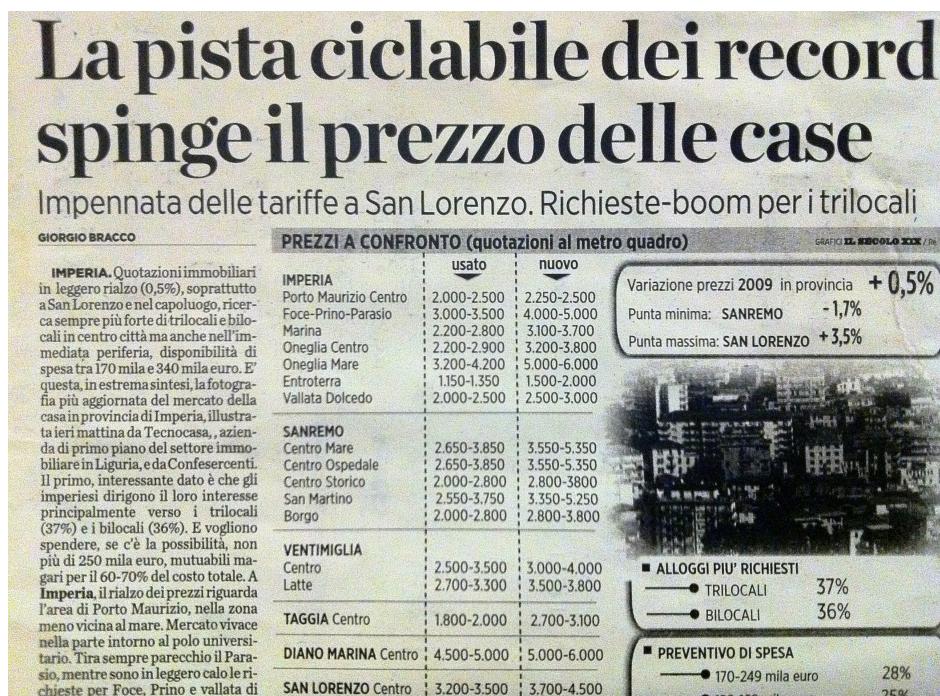 La pista ciclabile dei record
spinge il prezzo delle case
Impennata delle tariffe a San Lorenzo. Richieste-boom per i trilocali
GIORGIO BRACCO
IMPERIA. Quotazioni immobiliari
in leggero rialzo (0,5%), soprattutto
a San Lorenzo e nel capoluogo, ricer-
ca sempre più forte di trilocali e bilo-
cali in centro città ma anche nell'im-
mediata periferia, disponibilità di
spesa tra 170 mila e 340 mila euro. E'
questa, in estrema sintesi, la fotogra-
fia più aggiornata del mercato della
casa in provincia di Imperia, illustra-
ta ieri mattina da Tecnocasa,, azien-
da di primo piano del settore immo-
biliare in Liguria, e da Confesercenti.
Il primo, interessante dato è che gli
imperiesi dirigono il loro interesse
principalmente verso i trilocali
(37%) e i bilocali (36%). E vogliono
spendere, se c'è la possibilità, non
più di 250 mila euro, mutuabili ma-
gari per il 60-70% del costo totale. A
Imperia, il rialzo dei prezzi riguarda
l'area di Porto Maurizio, nella zona
meno vicina al mare. Mercato vivace
nella parte intorno al polo universi-
tario. Tira sempre parecchio il Para-
sio, mentre sono in leggero calo le ri-
chieste per Foce, Prino e vallata di
PREZZI A CONFRONTO (quotazioni al metro quadro)
GRAFICI IL SECOLO XIX
usato nuovo
IMPERIA
Porto Maurizio Centro 2.000-2.500 2.250-2.500
Foce-Prino-Parasio 3.000-3.500 4.000-5.000
Marina 2.200-2.800 3.100-3.700
Oneglia Centro 2.200-2.900 3.200-3.800
Oneglia Mare 3.200-4.200 5.000-6.000
Entroterra 1.150-1.350 1.500-2.000
Vallata Dolcedo 2.000-2.500 2.500-3.000
SANREMO
Centro Mare 2.650-3.850 3.550-5.350
Centro Ospedale 2.650-3.850 3.550-5.350
Centro Storico 2.000-2.800 2.800-3800
San Martino 2.550-3.750 3.350-5.250
Borgo 2.000-2.800 2.800-3.800
VENTIMIGLIA
Centro 2.500-3.500 3.000-4.000
Latte 2.700-3.300 3.500-3.800
TAGGIA Centro 1.800-2.000 2.700-3.100
DIANO MARINA Centro 4.500-5.000 5.000-6.000
SAN LORENZO Centro 3.200-3.500 3.700-4.500
Variazione prezzi 2009 in provincia + 0,5%
Punta minima: SANREMO - 1,7%
Punta massima: SAN LORENZO + 3,5%
ALLOGGI PIU' RICHIESTI
TRILOCALI 37%
BILOCALI 36%
PREVENTIVO DI SPESA
170-249 mila euro 28%